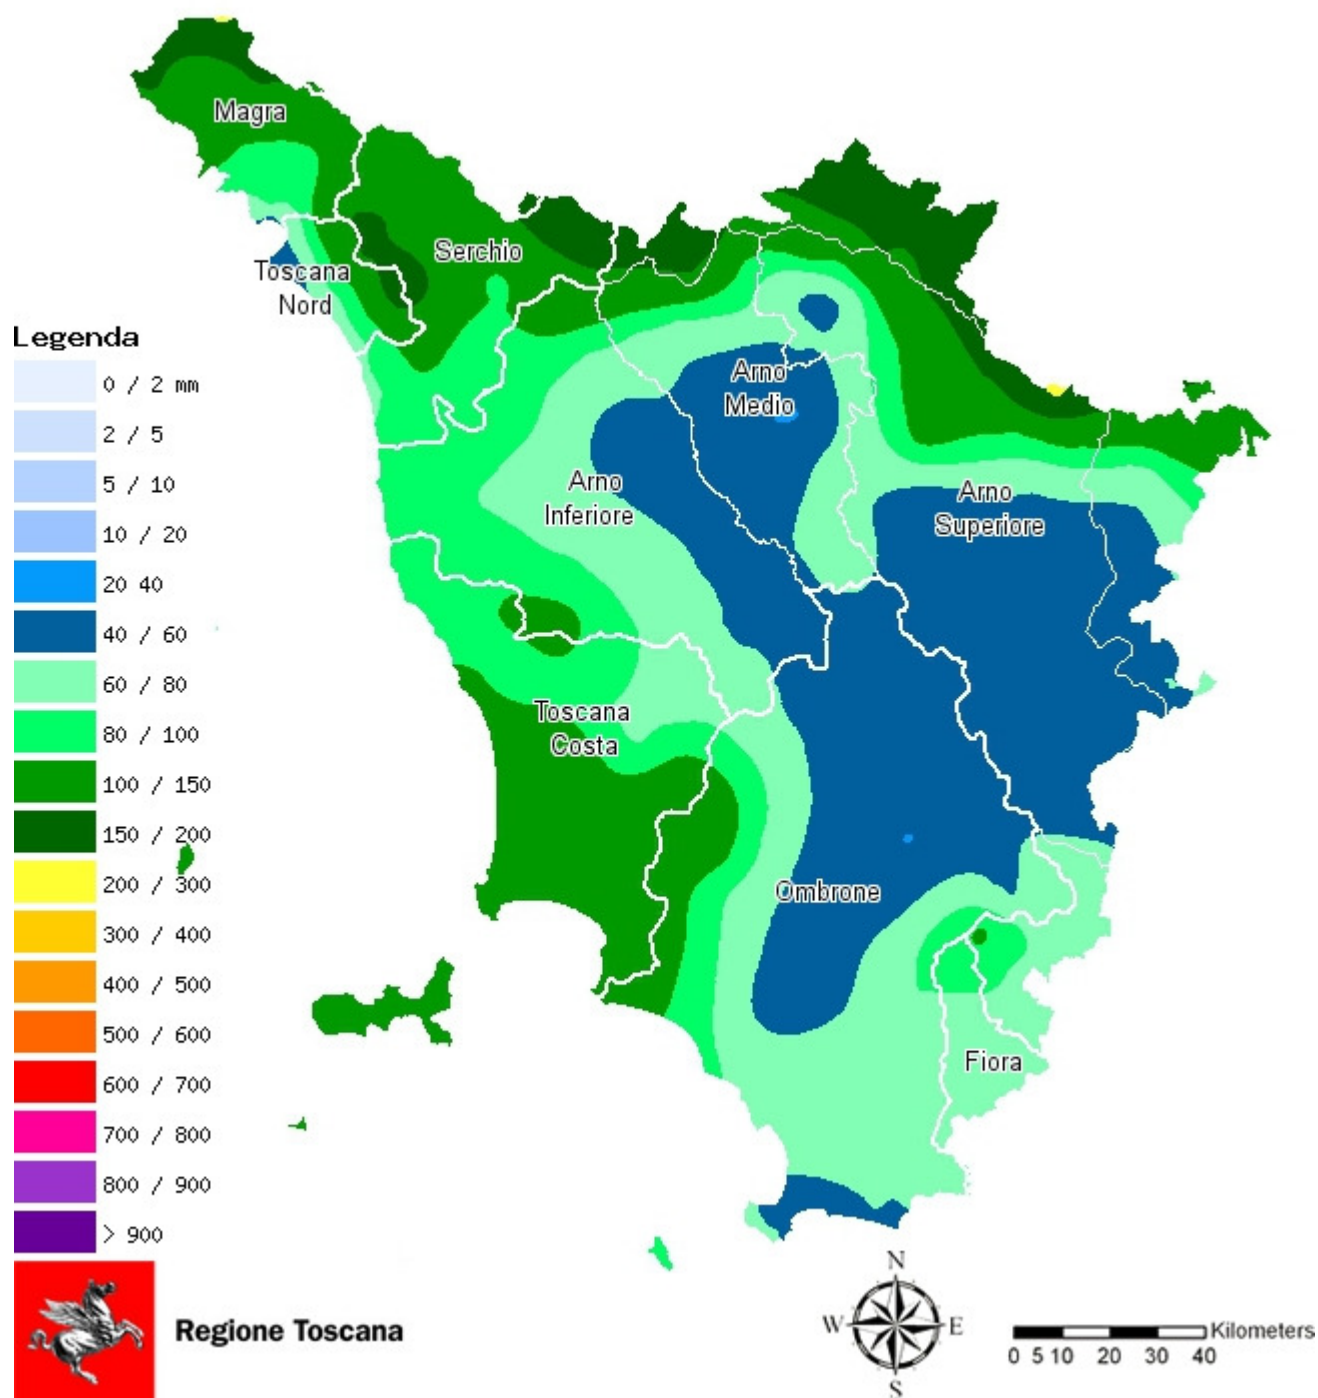 Magra
Serchio
Toscana
Nord
Legenda
0 / 2 mm
2 / 5
5 / 10
10 / 20
20 40
40 / 60
60 / 80
80 / 100
100 / 150
150 / 200
200 / 300
300 / 400
400 / 500
500 / 600
600 / 700
700 / 800
800 / 900
> 900
Arno
Medio
Arno
Inferiore
Arno
Superiore
Toscana
Costa
Ombrone
Fiora
Regione Toscana
N
W E
S
Kilometers
0 5 10 20 30 40